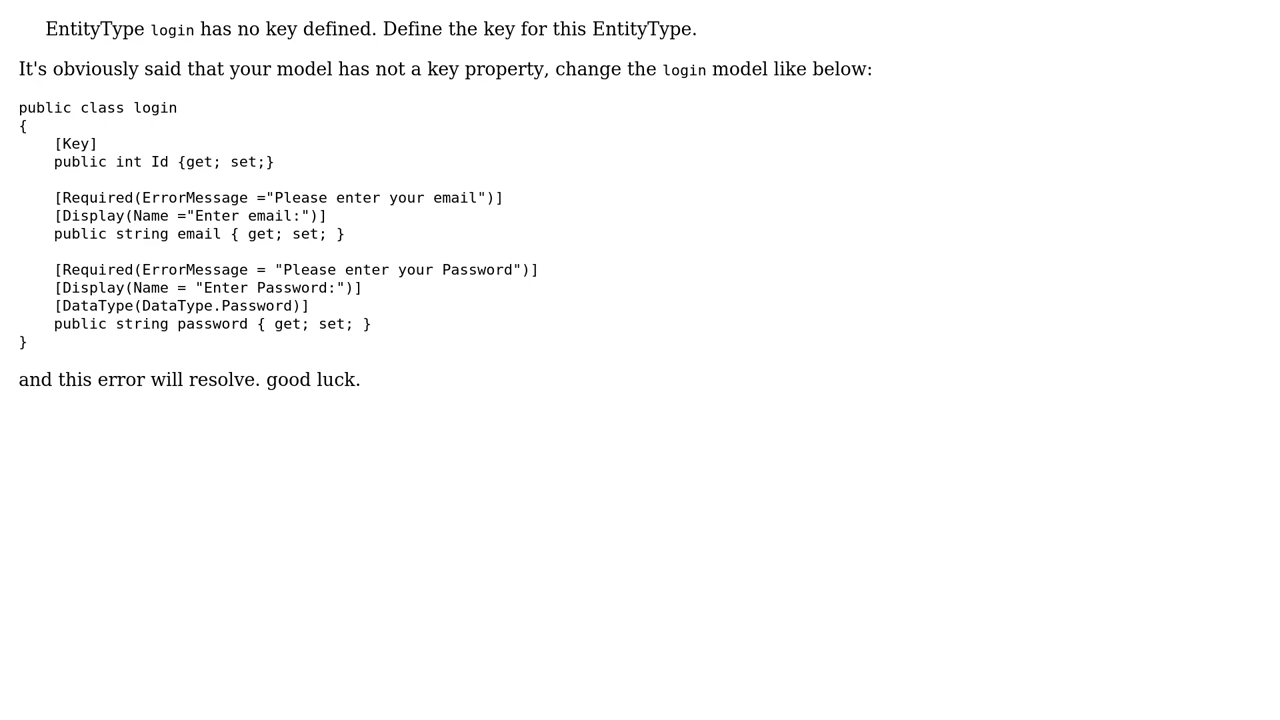 EntityType login has no key defined. Define the key for this EntityType.
It's obviously said that your model has not a key property, change the login model like below:
public class login
{
    [Key]
    public int Id {get; set;}

    [Required(ErrorMessage ="Please enter your email")]
    [Display(Name ="Enter email:")]
    public string email { get; set; }

    [Required(ErrorMessage = "Please enter your Password")]
    [Display(Name = "Enter Password:")]
    [DataType(DataType.Password)]
    public string password { get; set; }
}
and this error will resolve. good luck.